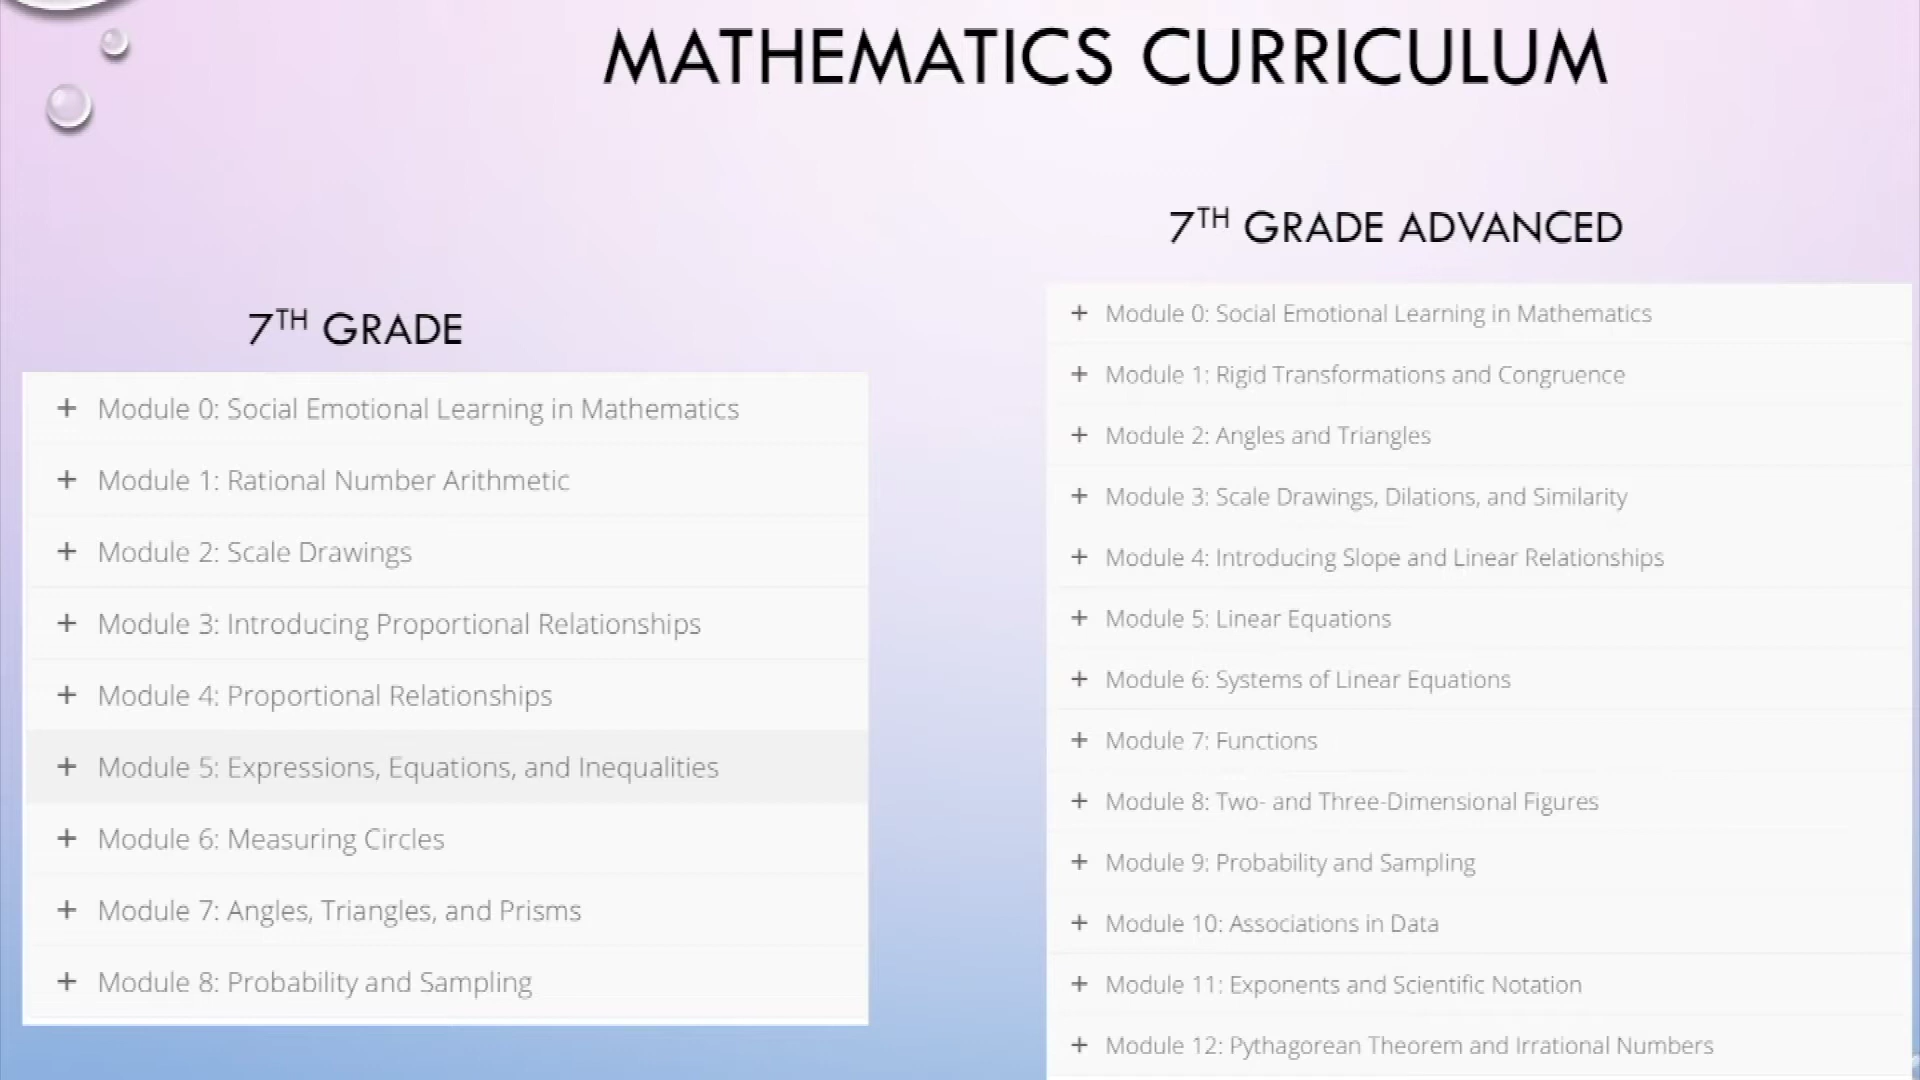 MATHEMATICS CURRICULUM
7TH GRADE
+ Module 0: Social Emotional Learning in Mathematics
+ Module 1: Rational Number Arithmetic
+ Module 2: Scale Drawings
+ Module 3: Introducing Proportional Relationships
+ Module 4: Proportional Relationships
+ Module 5: Expressions, Equations, and Inequalities
+ Module 6: Measuring Circles
+ Module 7: Angles, Triangles, and Prisms
+ Module 8: Probability and Sampling
7TH GRADE ADVANCED
+ Module 0: Social Emotional Learning in Mathematics
+ Module 1: Rigid Transformations and Congruence
+ Module 2: Angles and Triangles
+ Module 3: Scale Drawings, Dilations, and Similarity
+ Module 4: Introducing Slope and Linear Relationships
+ Module 5: Linear Equations
+ Module 6: Systems of Linear Equations
+ Module 7: Functions
+ Module 8: Two- and Three-Dimensional Figures
+ Module 9: Probability and Sampling
+ Module 10: Associations in Data
+ Module 11: Exponents and Scientific Notation
+ Module 12: Pythagorean Theorem and Irrational Numbers